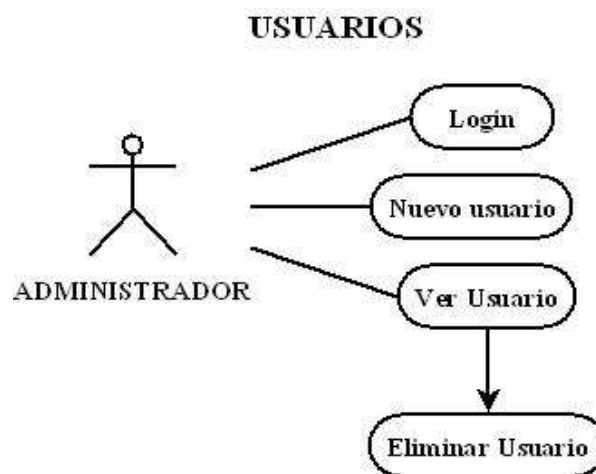 USUARIOS
Login
Nuevo usuario
ADMINISTRADOR
Ver Usuario
Eliminar Usuario